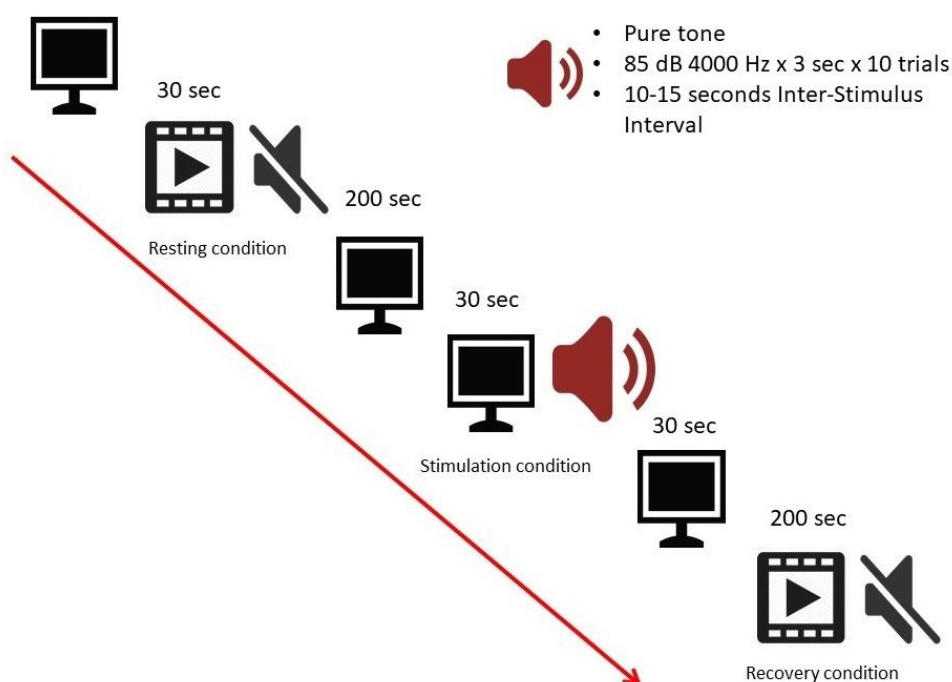 • Pure tone
• 85 dB 4000 Hz x 3 sec x 10 trials
• 10-15 seconds Inter-Stimulus
Interval
30 sec
200 sec
Resting condition
30 sec
30 sec
Stimulation condition
200 sec
Recovery condition